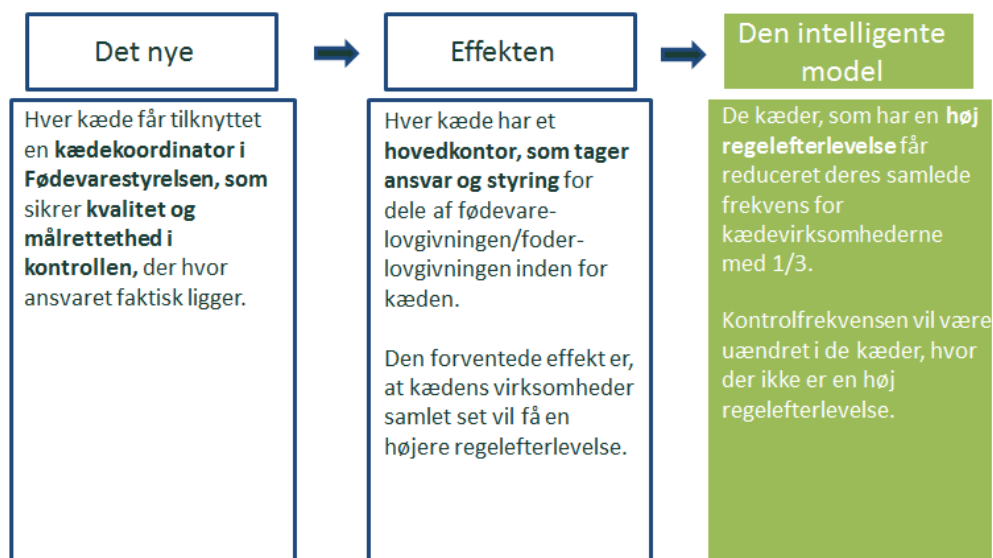 Det nye
Hver kæde får tilknyttet
en kædekoordinator i
Fødevarestyrelsen, som
sikrer kvalitet og
målrettethed i
kontrollen, der hvor
ansvaret faktisk ligger.
Effekten
Hver kæde har et
hovedkontor, som tager
ansvar og styring for
dele af fødevare-
lovgivningen/foder-
lovgivningen inden for
kæden.
Den forventede effekt er,
at kædens virksomheder
samlet set vil få en
højere regelefterlevelse.
Den intelligente
model
De kæder, som har en høj
regelefterlevelse får
reduceret deres samlede
frekvens for
kædevirksomhederne
med 1/3.
Kontrolfrekvensen vil være
uændret i de kæder, hvor
der ikke er en høj
regelefterlevelse.